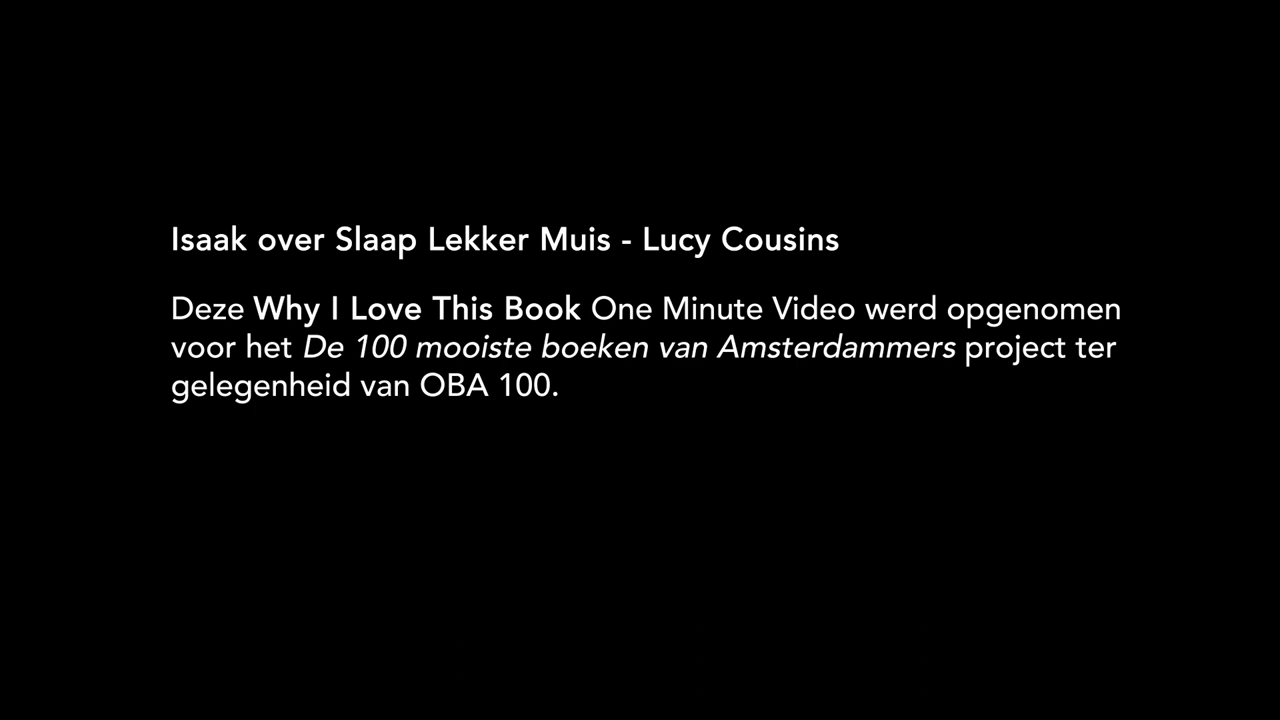 Isaak over Slaap Lekker Muis - Lucy Cousins
Deze Why I Love This Book One Minute Video werd opgenomen
voor het De 100 mooiste boeken van Amsterdammers project ter
gelegenheid van OBA 100.